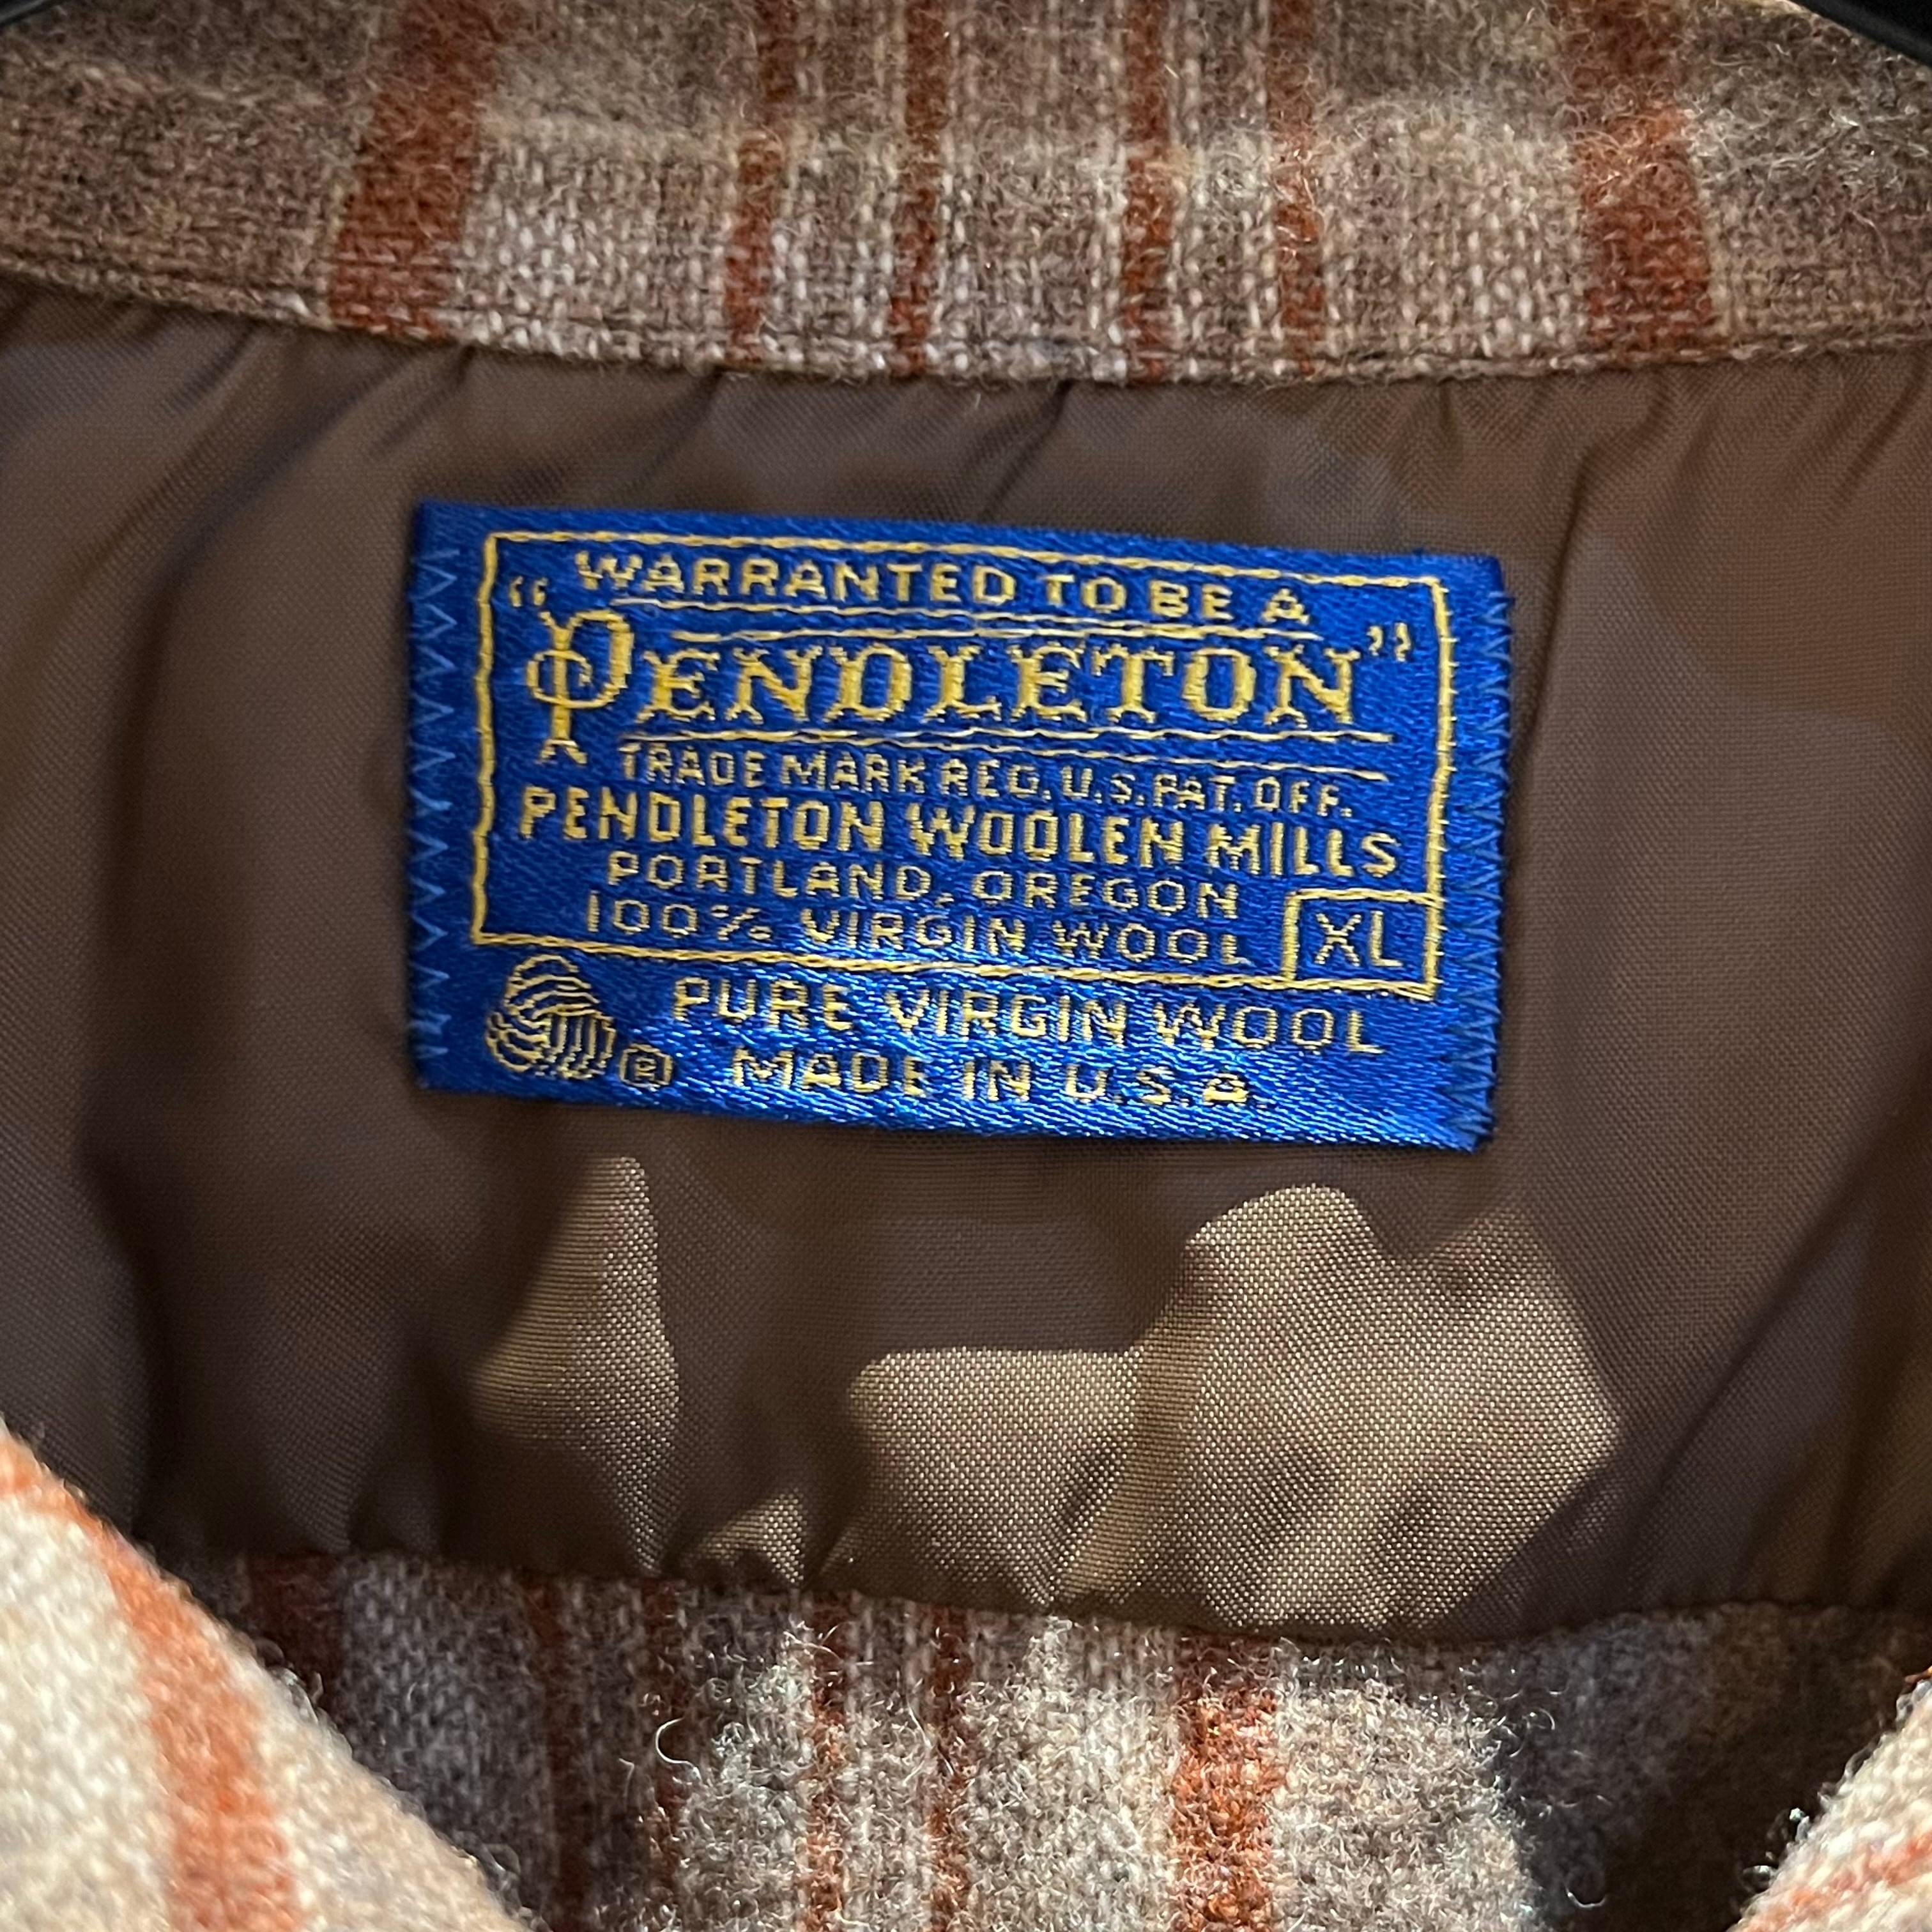 WARRANTED TO BE A
"PENDLETON"
TRADE MARK REG. U.S. PAT. OFF.
PENDLETON WOOLEN MILLS
PORTLAND, OREGON
100% VIRGIN WOOL XL
PURE VIRGIN WOOL
® MADE IN U.S.A.